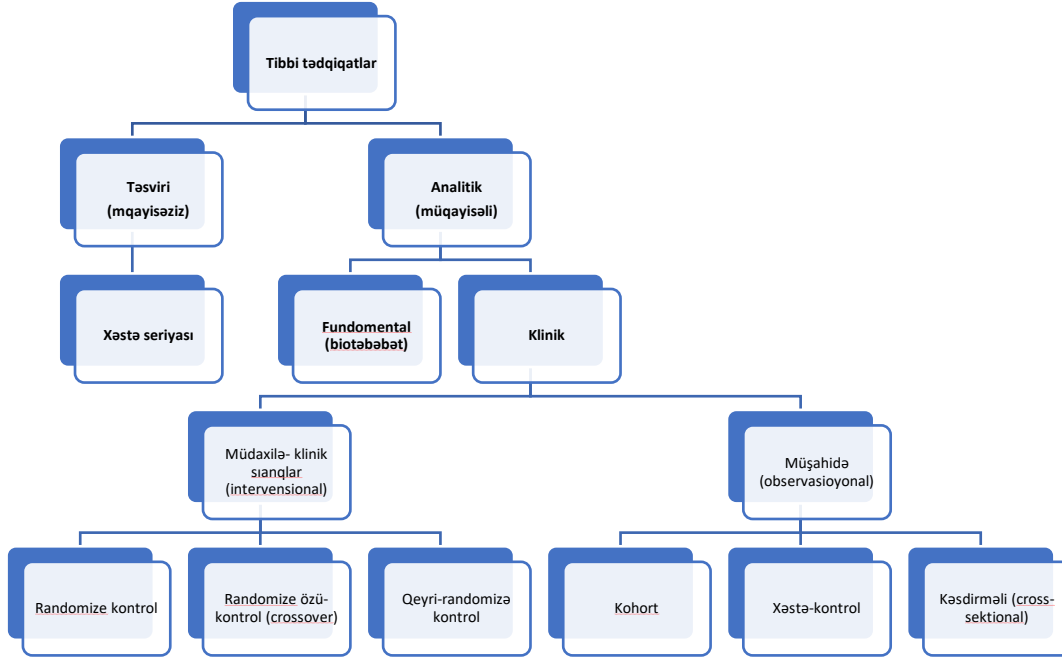 Tibbi tədqiqatlar
Təsviri
(mqayisəziz)
Analitik
(müqayisəli)
Xəstə seriyası
Fundomental
(biotəbəbət)
Klinik
Müdaxilə- klinik
sıanqlar
(intervensional)
Müşahidə
(observasioyonal)
Randomize kontrol
Randomize özü-
kontrol (crossover)
Qeyri-randomizə
kontrol
Kohort
Xəstə-kontrol
Kəsdirməli (cross-
sektional)